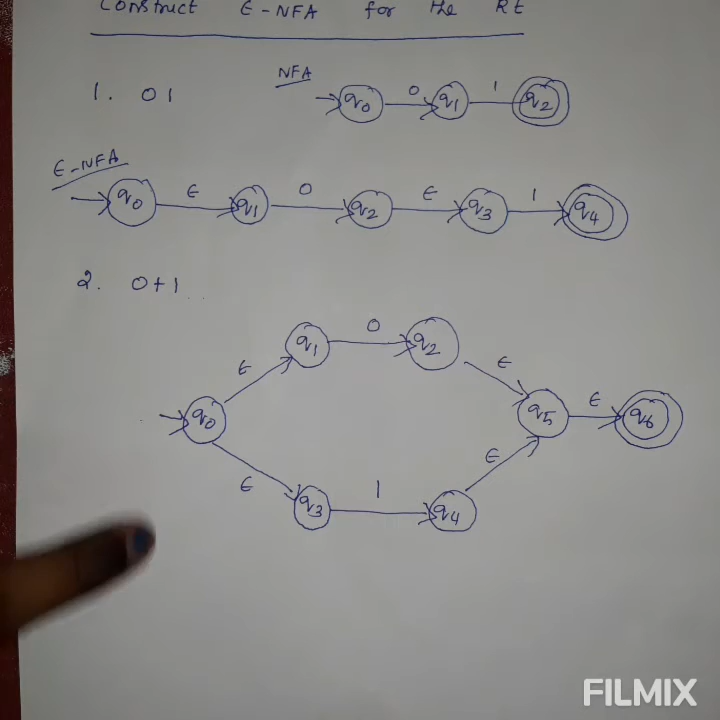 Construct ε-NFA for the RE
1. 01
NFA
q0 0 q1 1 q2
ε-NFA
q0 ε q1 0 q2 ε q3 1 q4
2. 0+1
q1 0 q2
ε ε
q0 q5 ε q6
ε ε
q3 1 q4
FILMIX